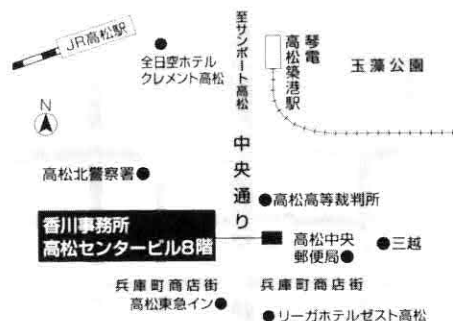 JR高松駅
全日空ホテル
クレメント高松
至サンポート高松
琴電
高松築港駅
玉藻公園
N
中央通り
高松北警察署
高松高等裁判所
香川事務所
高松センタービル8階
高松中央
郵便局
三越
兵庫町商店街
兵庫町商店街
高松東急イン
リーガホテルゼスト高松